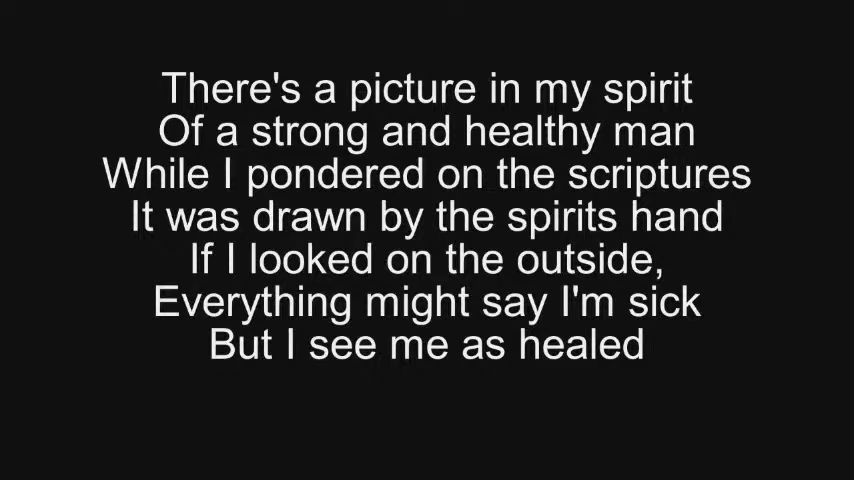 There's a picture in my spirit
Of a strong and healthy man
While I pondered on the scriptures
It was drawn by the spirits hand
If I looked on the outside,
Everything might say I'm sick
But I see me as healed